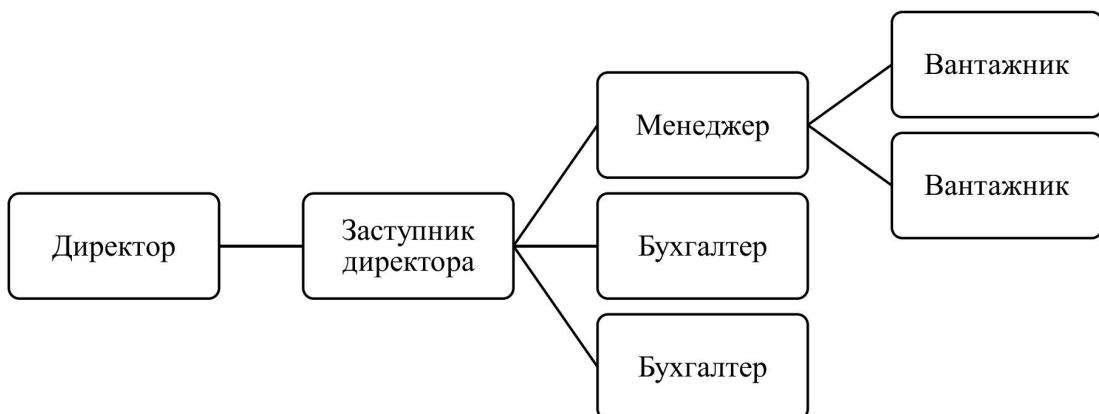 Директор
Заступник
директора
Менеджер
Бухгалтер
Бухгалтер
Вантажник
Вантажник